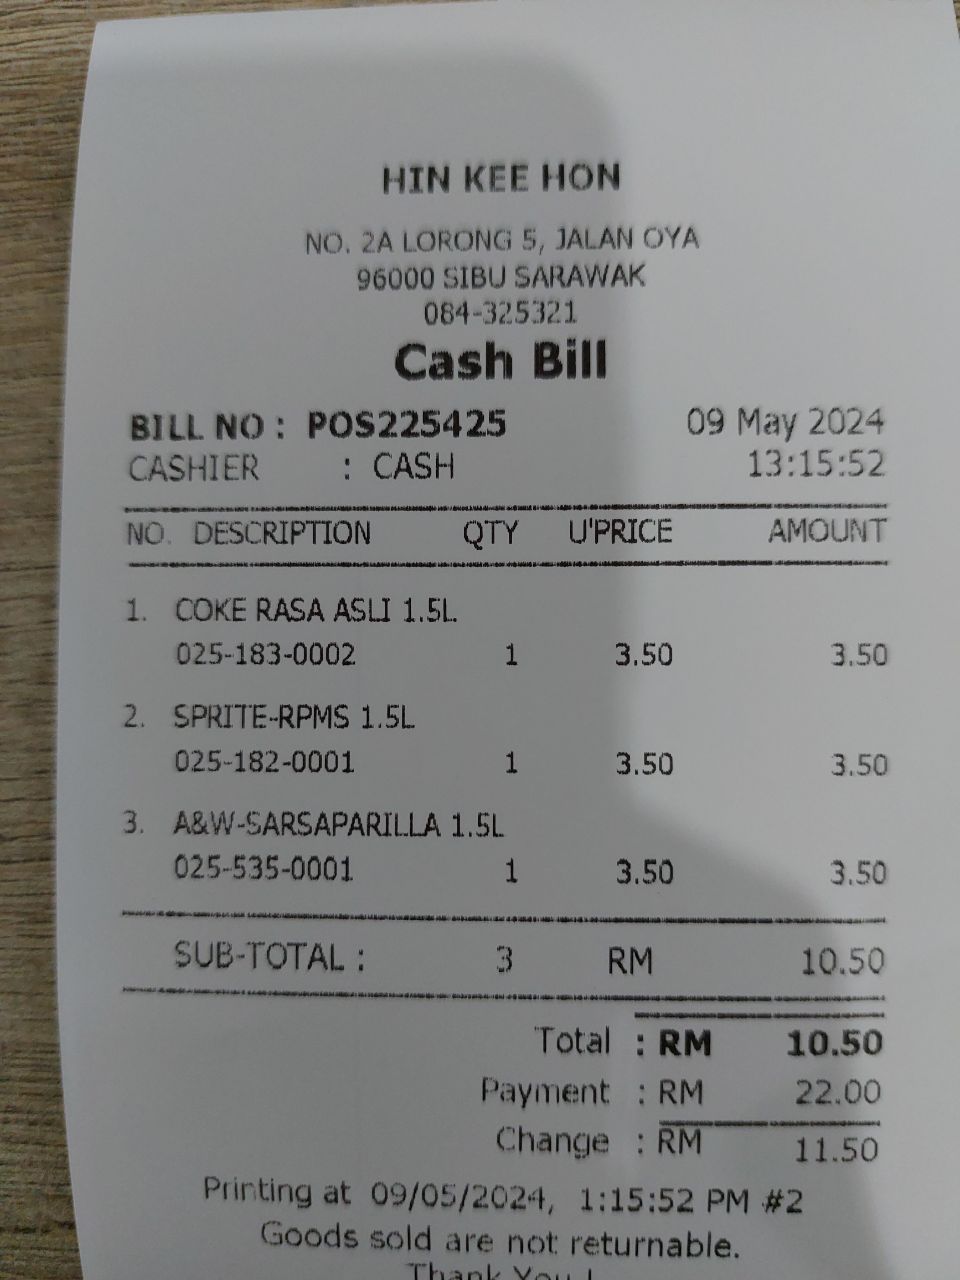 HIN KEE HON
NO. 2A LORONG 5, JALAN OYA
96000 SIBU SARAWAK
084-325321
Cash Bill
BILL NO : POS225425 09 May 2024
CASHIER : CASH 13:15:52
NO. DESCRIPTION QTY U'PRICE AMOUNT
1. COKE RASA ASLI 1.5L
025-183-0002 1 3.50 3.50
2. SPRITE-RPMS 1.5L
025-182-0001 1 3.50 3.50
3. A&W-SARSAPARILLA 1.5L
025-535-0001 1 3.50 3.50
SUB-TOTAL : 3 RM 10.50
Total : RM 10.50
Payment : RM 22.00
Change : RM 11.50
Printing at 09/05/2024, 1:15:52 PM #2
Goods sold are not returnable.
Thank You !